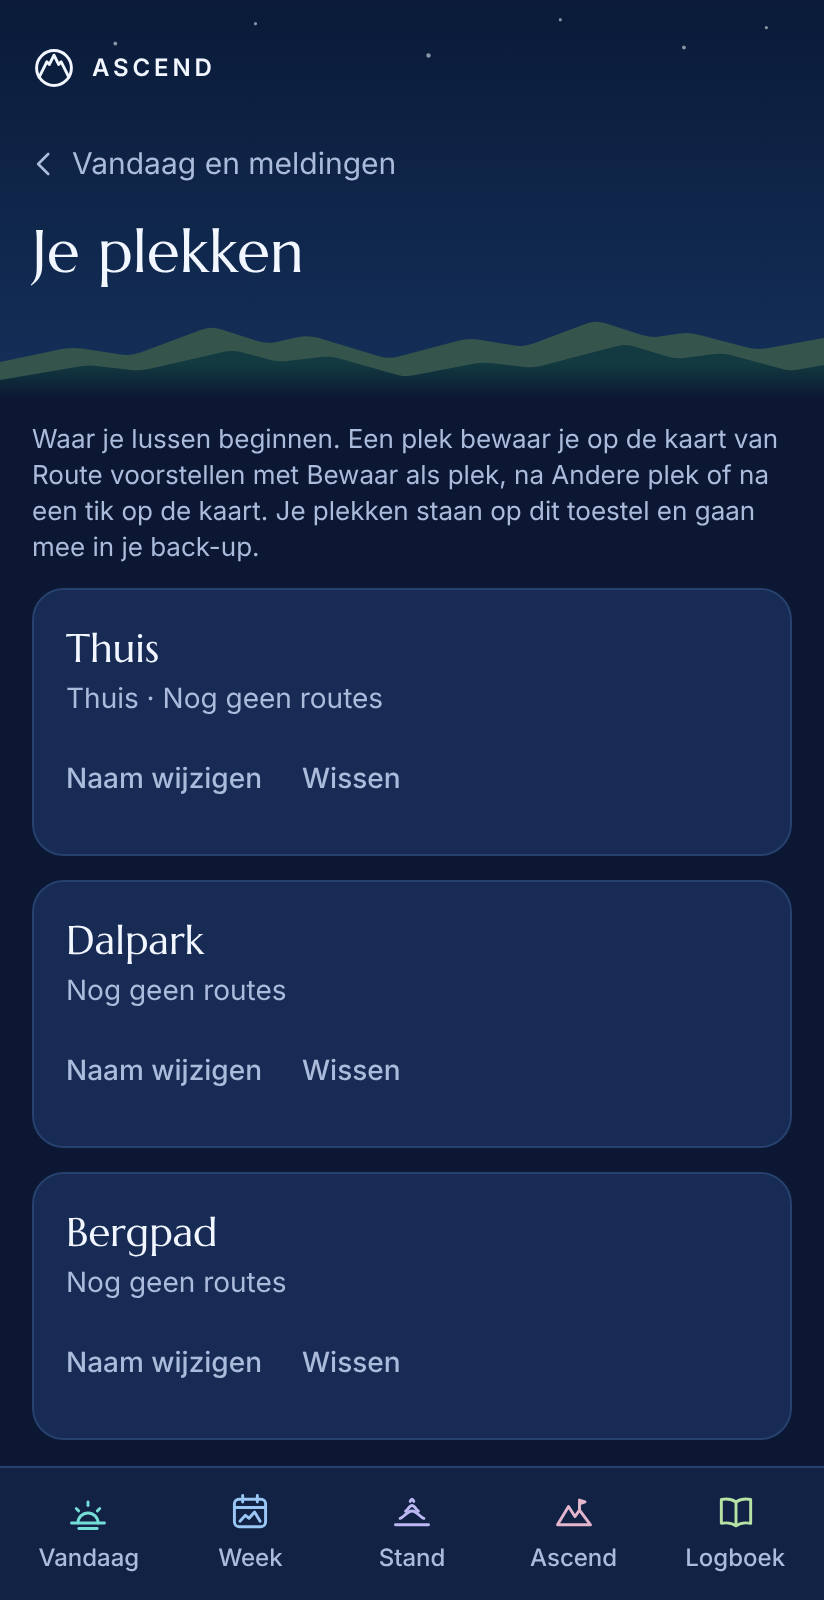 ASCEND
Vandaag en meldingen
Je plekken
Waar je lussen beginnen. Een plek bewaar je op de kaart van
Route voorstellen met Bewaar als plek, na Andere plek of na
een tik op de kaart. Je plekken staan op dit toestel en gaan
mee in je back-up.
Thuis
Thuis · Nog geen routes
Naam wijzigen Wissen
Dalpark
Nog geen routes
Naam wijzigen Wissen
Bergpad
Nog geen routes
Naam wijzigen Wissen
Vandaag Week Stand Ascend Logboek